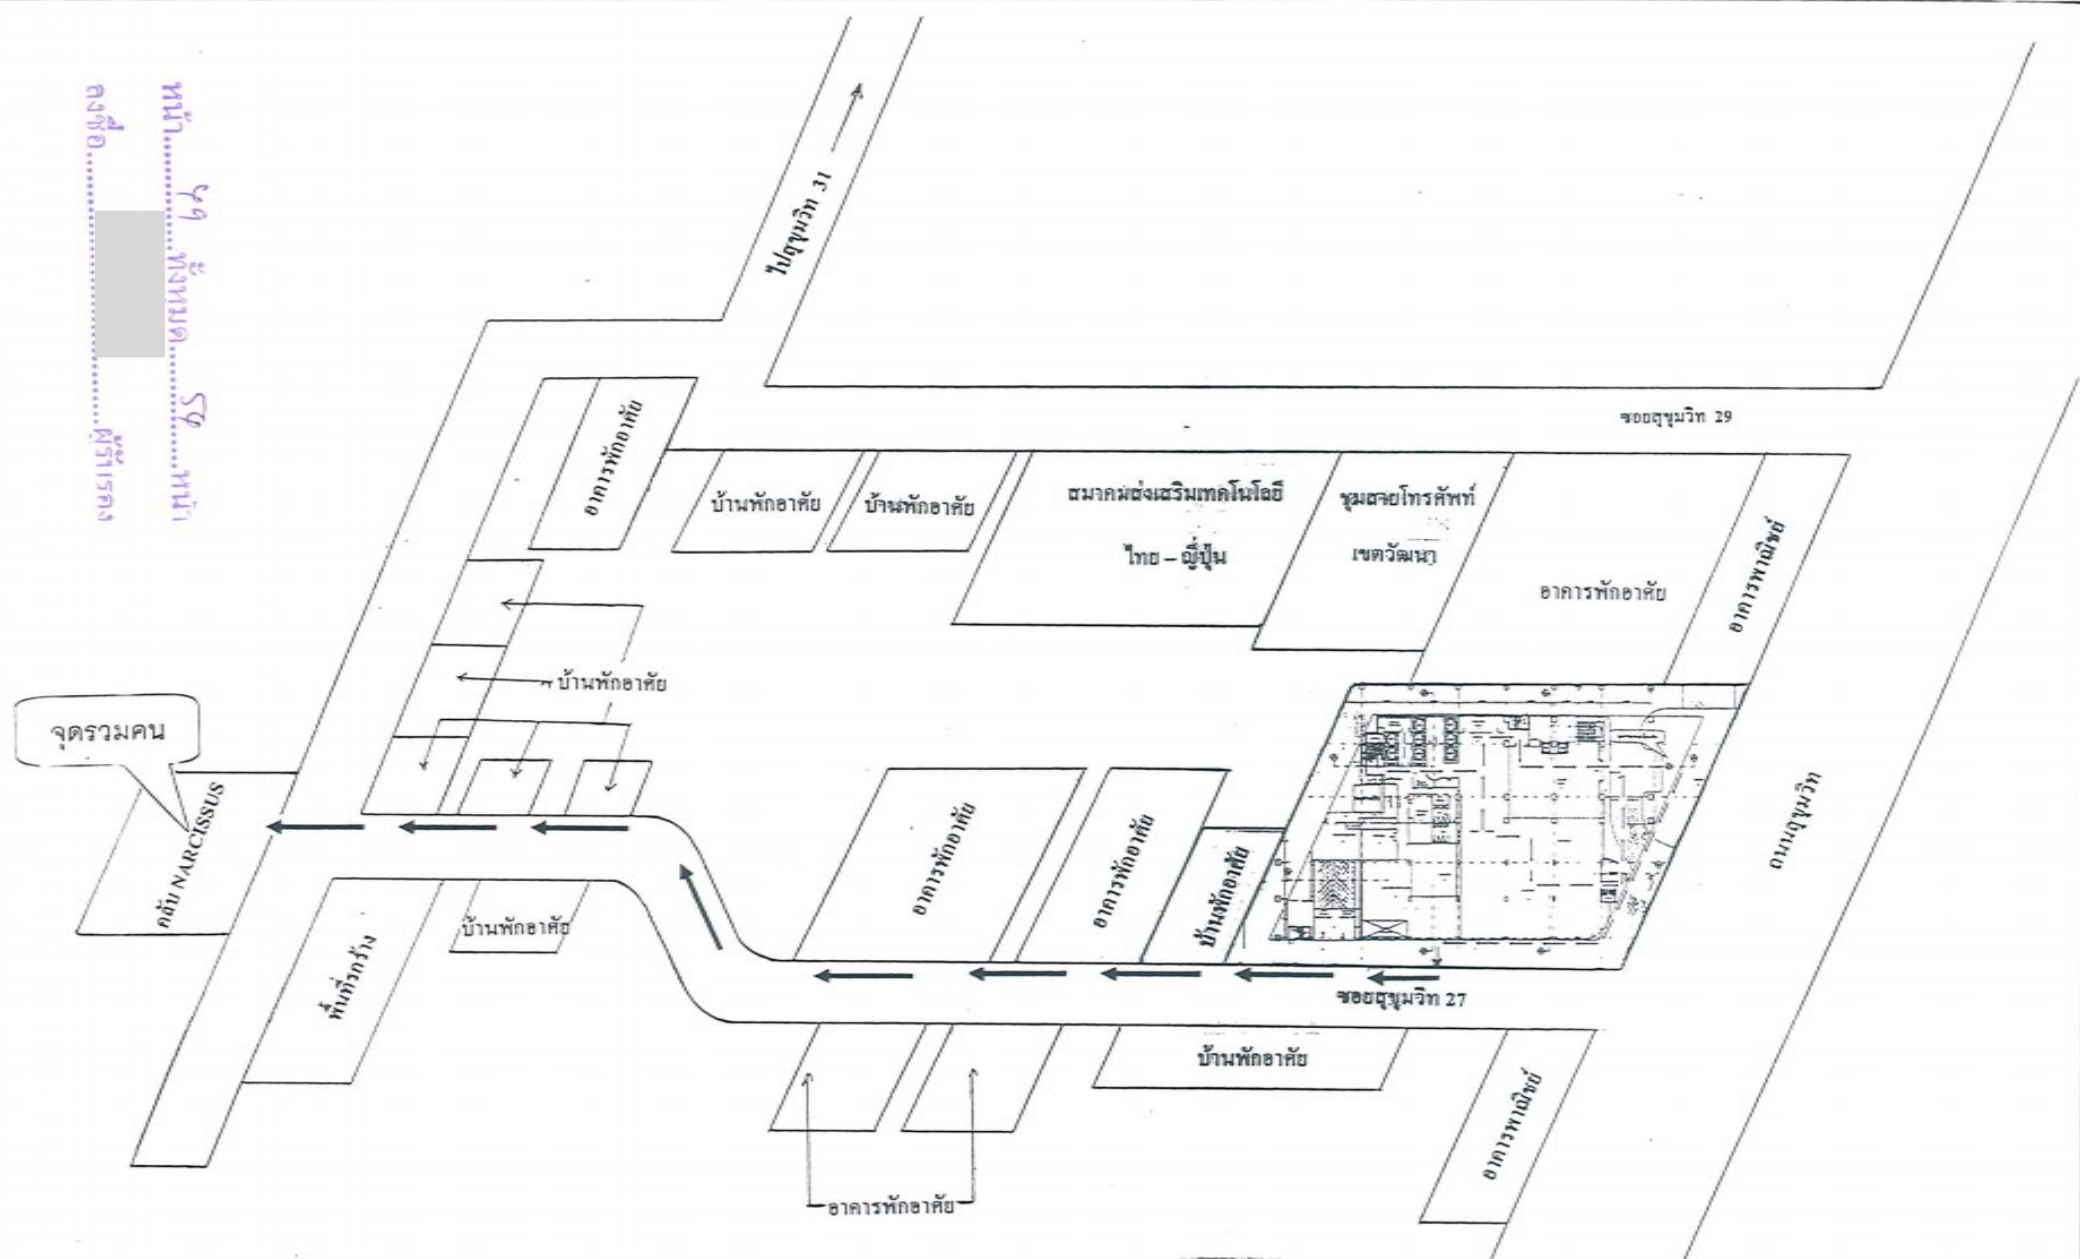 หน้า.......... ๆ ทั้งหมด..........หน้า
ลงชื่อ....................ผู้รับรอง
ไปสุขุมวิท 31
ซอยสุขุมวิท 29
อาคารพักอาศัย
บ้านพักอาศัย
บ้านพักอาศัย
สมาคมส่งเสริมเทคโนโลยี
ไทย – ญี่ปุ่น
ชุมสายโทรศัพท์
เขตวัฒนา
อาคารพักอาศัย
อาคารพาณิชย์
บ้านพักอาศัย
จุดรวมคน
คลับ NARCISSUS
อาคารพักอาศัย
อาคารพักอาศัย
บ้านพักอาศัย
ถนนสุขุมวิท
บ้านพักอาศัย
พื้นที่รกร้าง
ซอยสุขุมวิท 27
บ้านพักอาศัย
อาคารพาณิชย์
อาคารพักอาศัย